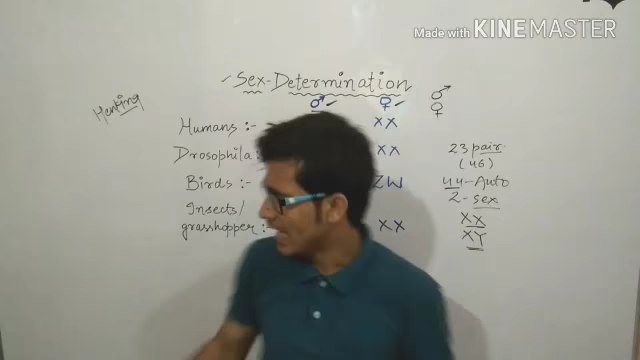 Made with KINEMASTER
Sex-Determination
♂ ♀
♂
♀
Humans :- XX
Drosophila : XX
Birds :- ZW
Insects/
grasshopper :- XX
23 pair.
(46)
44-Auto
2-sex
XX
XY